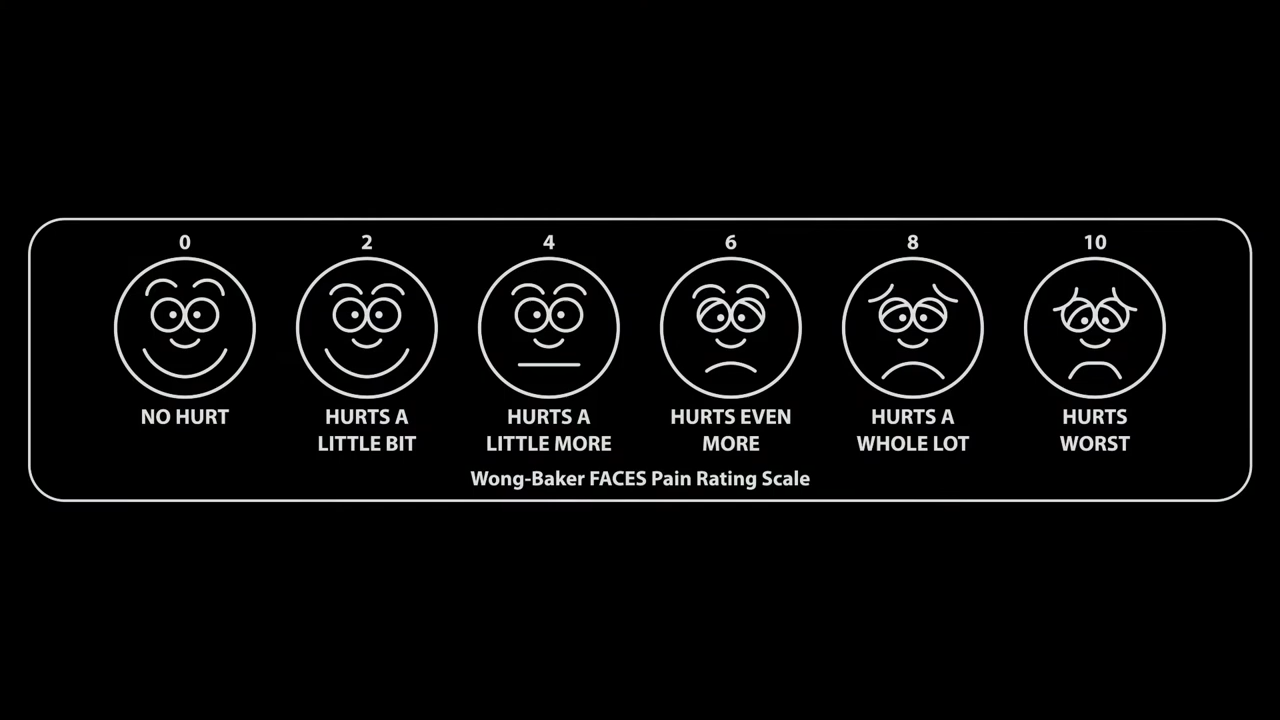 0 2 4 6 8 10
NO HURT HURTS A HURTS A HURTS EVEN HURTS A HURTS
LITTLE BIT LITTLE MORE MORE WHOLE LOT WORST
Wong-Baker FACES Pain Rating Scale